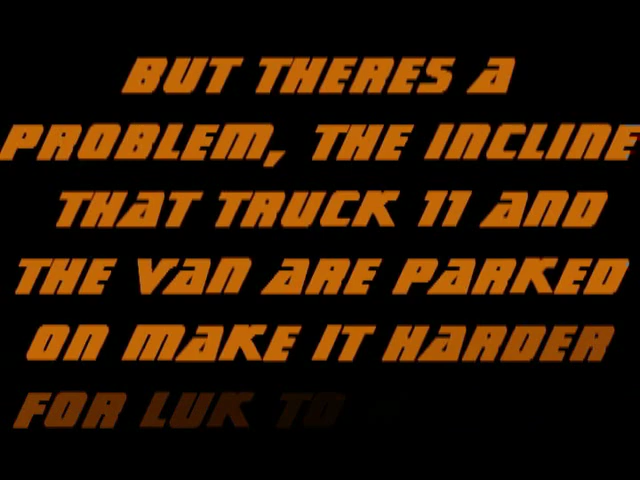 BUT THERES A
PROBLEM, THE INCLINE
THAT TRUCK 11 AND
THE VAN ARE PARKED
ON MAKE IT HARDER
FOR LUK TO